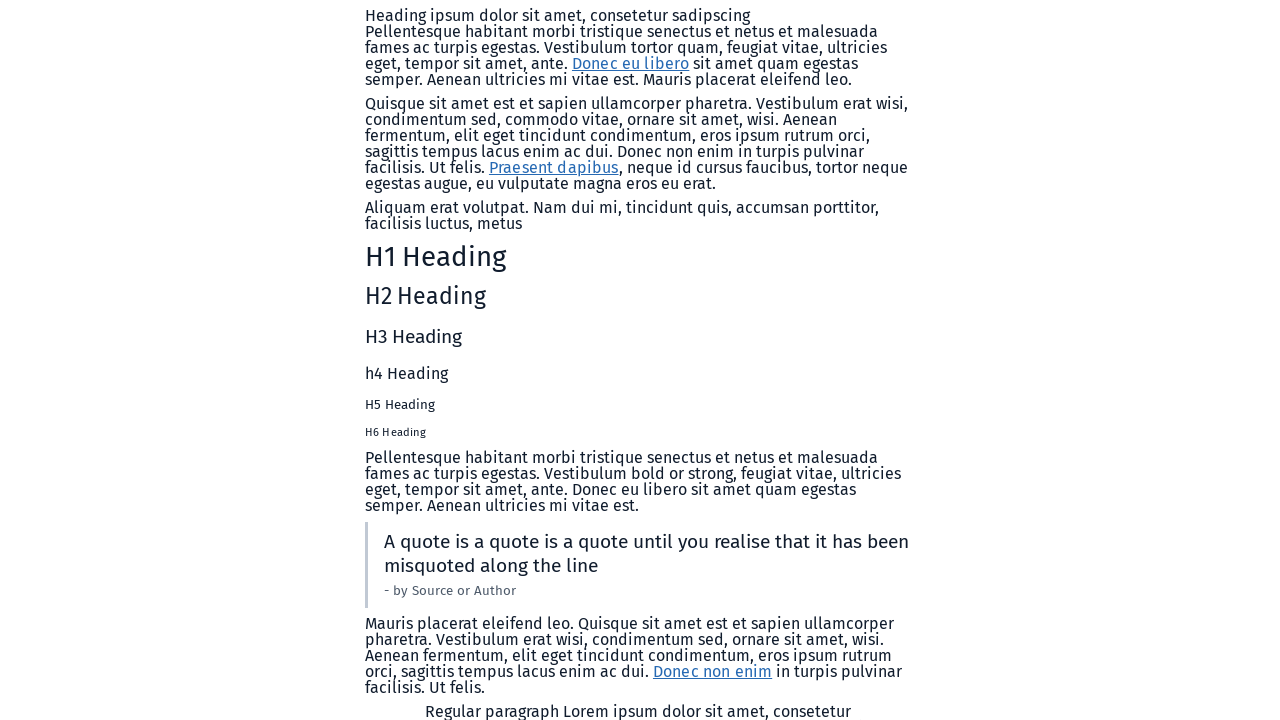 Heading ipsum dolor sit amet, consetetur sadipscing
Pellentesque habitant morbi tristique senectus et netus et malesuada
fames ac turpis egestas. Vestibulum tortor quam, feugiat vitae, ultricies
eget, tempor sit amet, ante. Donec eu libero sit amet quam egestas
semper. Aenean ultricies mi vitae est. Mauris placerat eleifend leo.
Quisque sit amet est et sapien ullamcorper pharetra. Vestibulum erat wisi,
condimentum sed, commodo vitae, ornare sit amet, wisi. Aenean
fermentum, elit eget tincidunt condimentum, eros ipsum rutrum orci,
sagittis tempus lacus enim ac dui. Donec non enim in turpis pulvinar
facilisis. Ut felis. Praesent dapibus, neque id cursus faucibus, tortor neque
egestas augue, eu vulputate magna eros eu erat.
Aliquam erat volutpat. Nam dui mi, tincidunt quis, accumsan porttitor,
facilisis luctus, metus
H1 Heading
H2 Heading
H3 Heading
h4 Heading
H5 Heading
H6 Heading
Pellentesque habitant morbi tristique senectus et netus et malesuada
fames ac turpis egestas. Vestibulum bold or strong, feugiat vitae, ultricies
eget, tempor sit amet, ante. Donec eu libero sit amet quam egestas
semper. Aenean ultricies mi vitae est.
A quote is a quote is a quote until you realise that it has been
misquoted along the line
- by Source or Author
Mauris placerat eleifend leo. Quisque sit amet est et sapien ullamcorper
pharetra. Vestibulum erat wisi, condimentum sed, ornare sit amet, wisi.
Aenean fermentum, elit eget tincidunt condimentum, eros ipsum rutrum
orci, sagittis tempus lacus enim ac dui. Donec non enim in turpis pulvinar
facilisis. Ut felis.
Regular paragraph Lorem ipsum dolor sit amet, consetetur